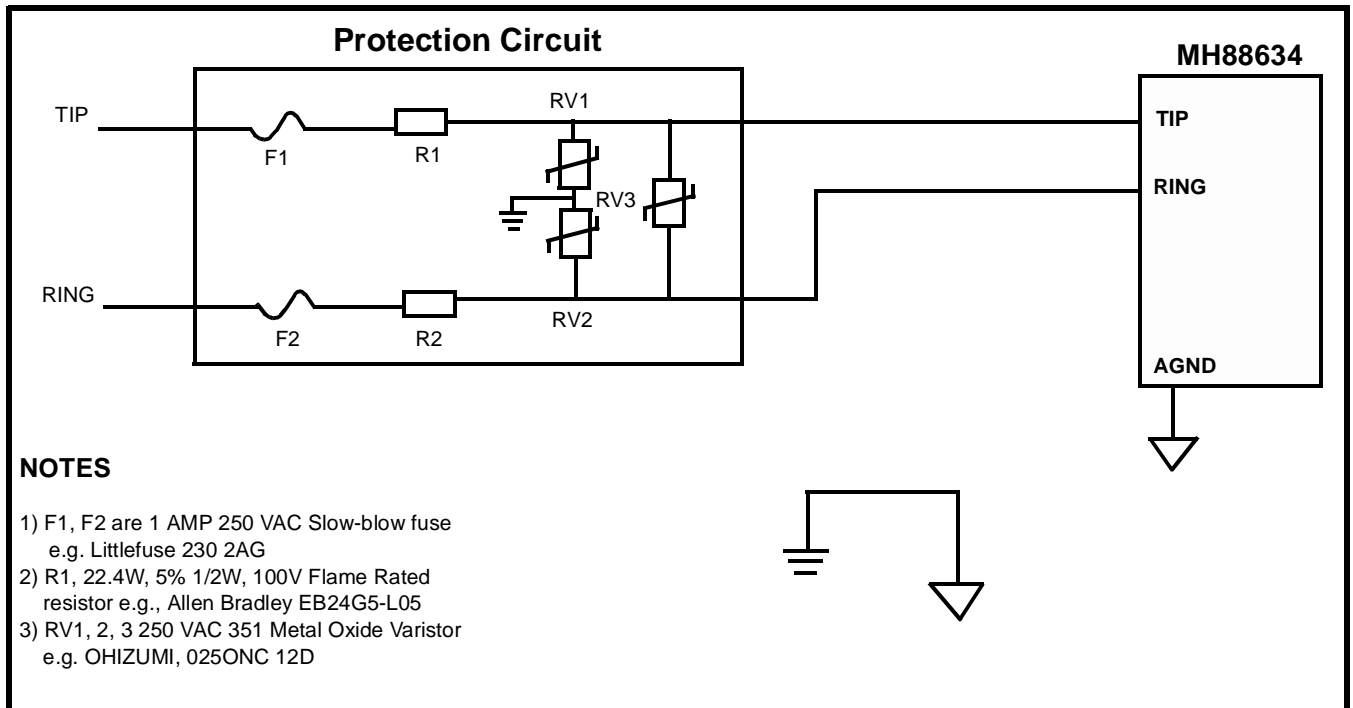 Protection Circuit
MH88634
TIP
F1
R1
RV1
TIP
RING
RV3
RING
F2
R2
RV2
AGND
NOTES
1) F1, F2 are 1 AMP 250 VAC Slow-blow fuse
e.g. Littlefuse 230 2AG
2) R1, 22.4W, 5% 1/2W, 100V Flame Rated
resistor e.g., Allen Bradley EB24G5-L05
3) RV1, 2, 3 250 VAC 351 Metal Oxide Varistor
e.g. OHIZUMI, 025ONC 12D